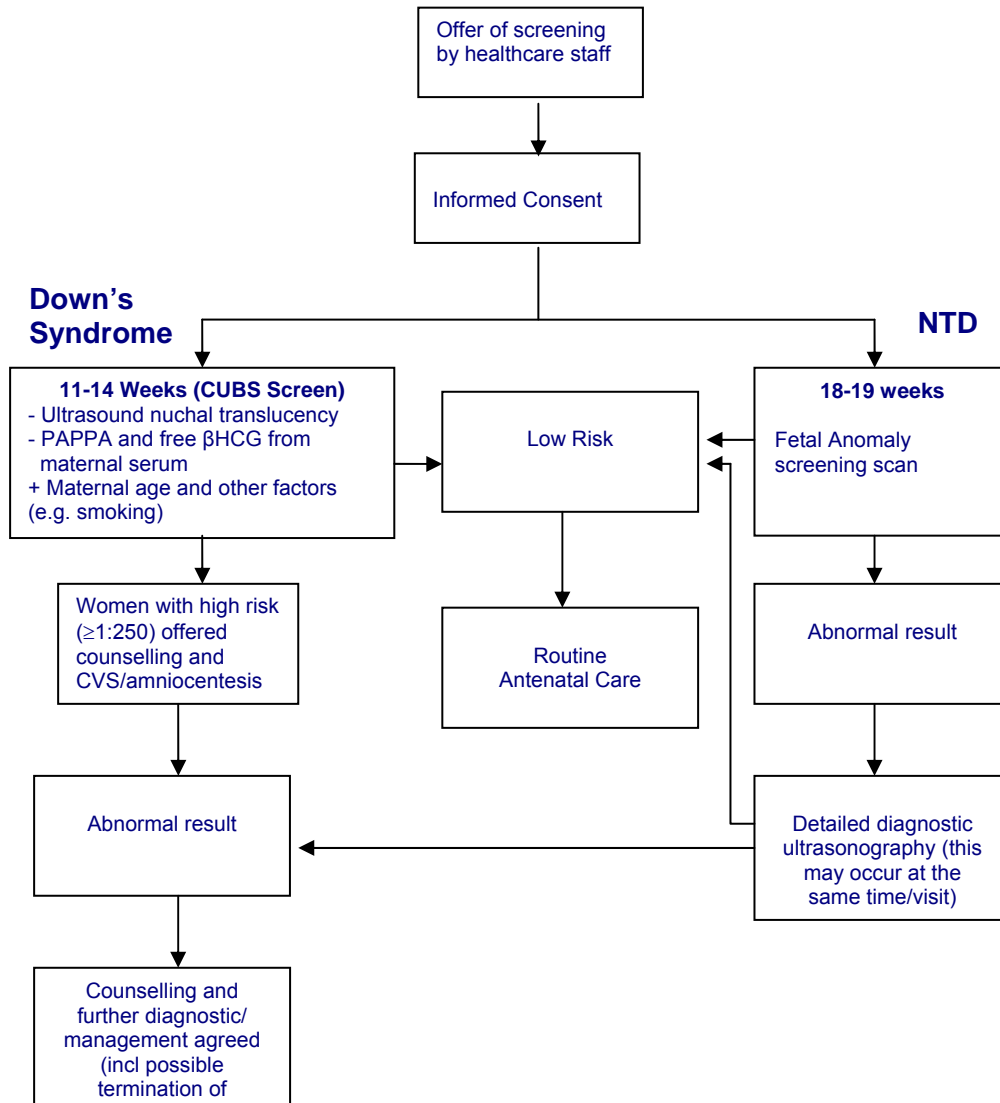 Offer of screening
by healthcare staff
Informed Consent
Down's
Syndrome
NTD
11-14 Weeks (CUBS Screen)
- Ultrasound nuchal translucency
- PAPPA and free βHCG from
maternal serum
+ Maternal age and other factors
(e.g. smoking)
Low Risk
18-19 weeks
Fetal Anomaly
screening scan
Women with high risk
(≥1:250) offered
counselling and
CVS/amniocentesis
Routine
Antenatal Care
Abnormal result
Abnormal result
Detailed diagnostic
ultrasonography (this
may occur at the
same time/visit)
Counselling and
further diagnostic/
management agreed
(incl possible
termination of